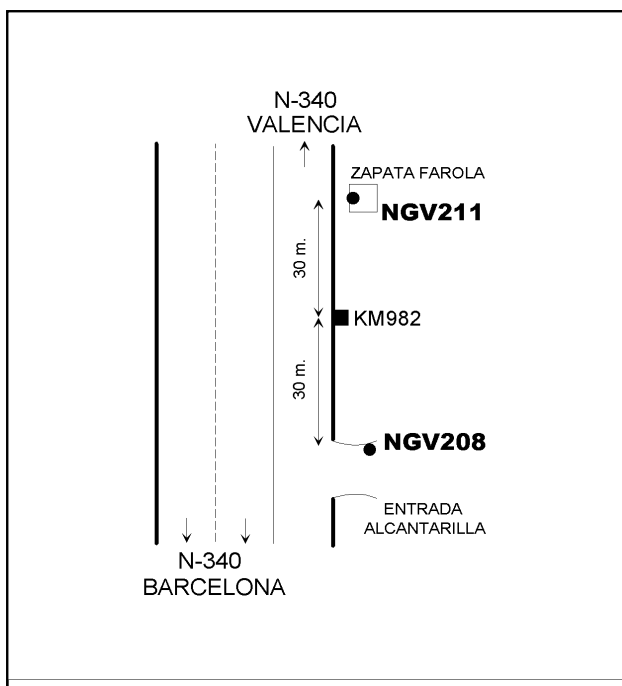 N-340
VALENCIA
ZAPATA FAROLA
NGV211
30 m.
KM982
30 m.
NGV208
ENTRADA
ALCANTARILLA
N-340
BARCELONA